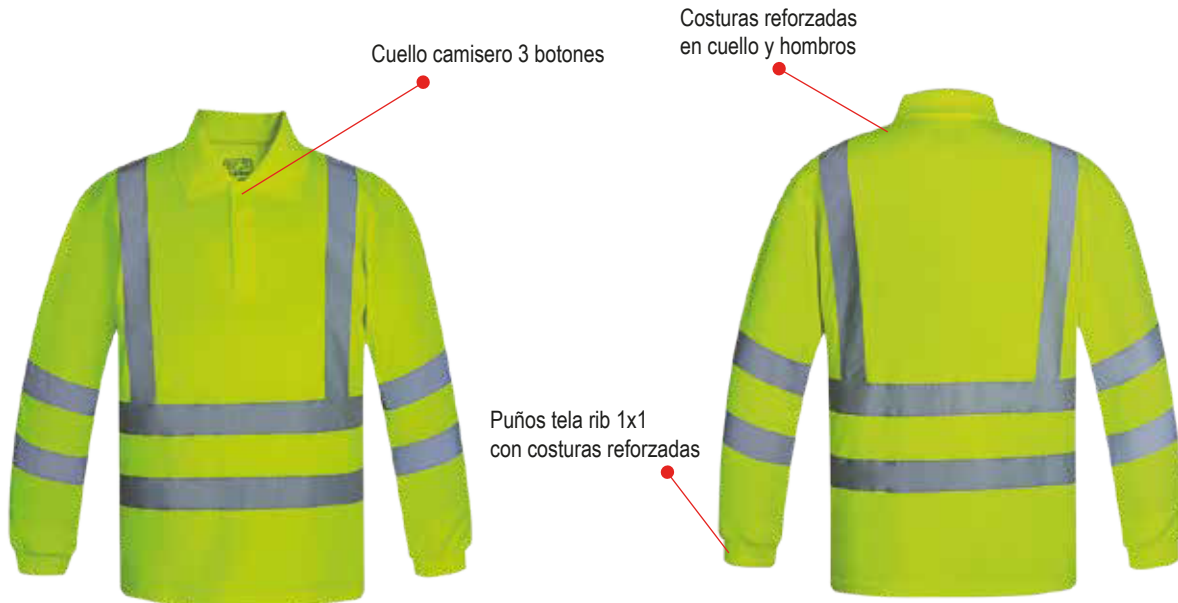 Cuello camisero 3 botones
Costuras reforzadas
en cuello y hombros
Puños tela rib 1x1
con costuras reforzadas